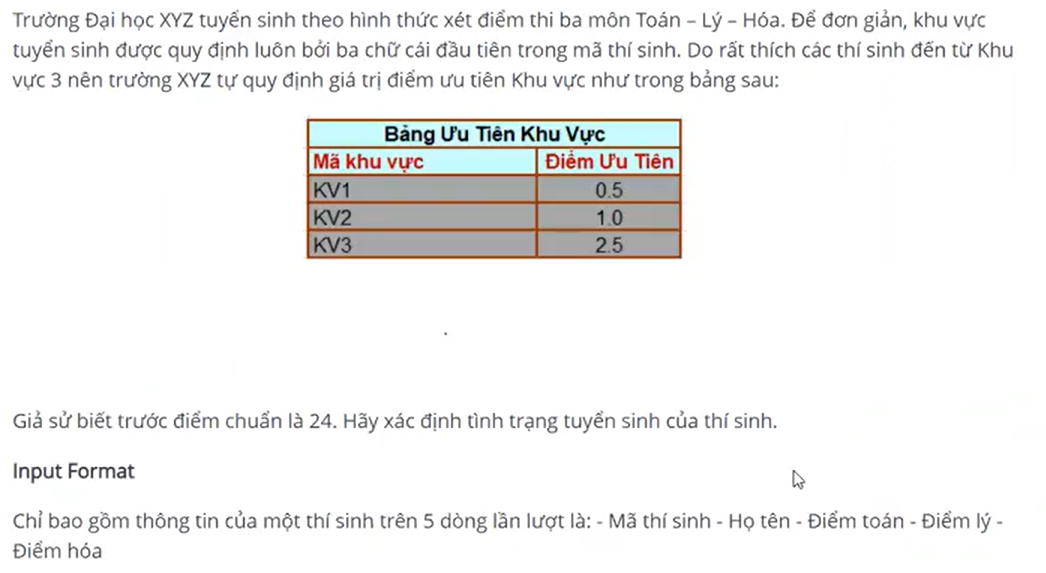 Trường Đại học XYZ tuyển sinh theo hình thức xét điểm thi ba môn Toán – Lý – Hóa. Để đơn giản, khu vực
tuyển sinh được quy định luôn bởi ba chữ cái đầu tiên trong mã thí sinh. Do rất thích các thí sinh đến từ Khu
vực 3 nên trường XYZ tự quy định giá trị điểm ưu tiên Khu vực như trong bảng sau:
Bảng Ưu Tiên Khu Vực
Mã khu vực Điểm Ưu Tiên
KV1 0.5
KV2 1.0
KV3 2.5
Giả sử biết trước điểm chuẩn là 24. Hãy xác định tình trạng tuyển sinh của thí sinh.
Input Format
Chỉ bao gồm thông tin của một thí sinh trên 5 dòng lần lượt là: - Mã thí sinh - Họ tên - Điểm toán - Điểm lý -
Điểm hóa